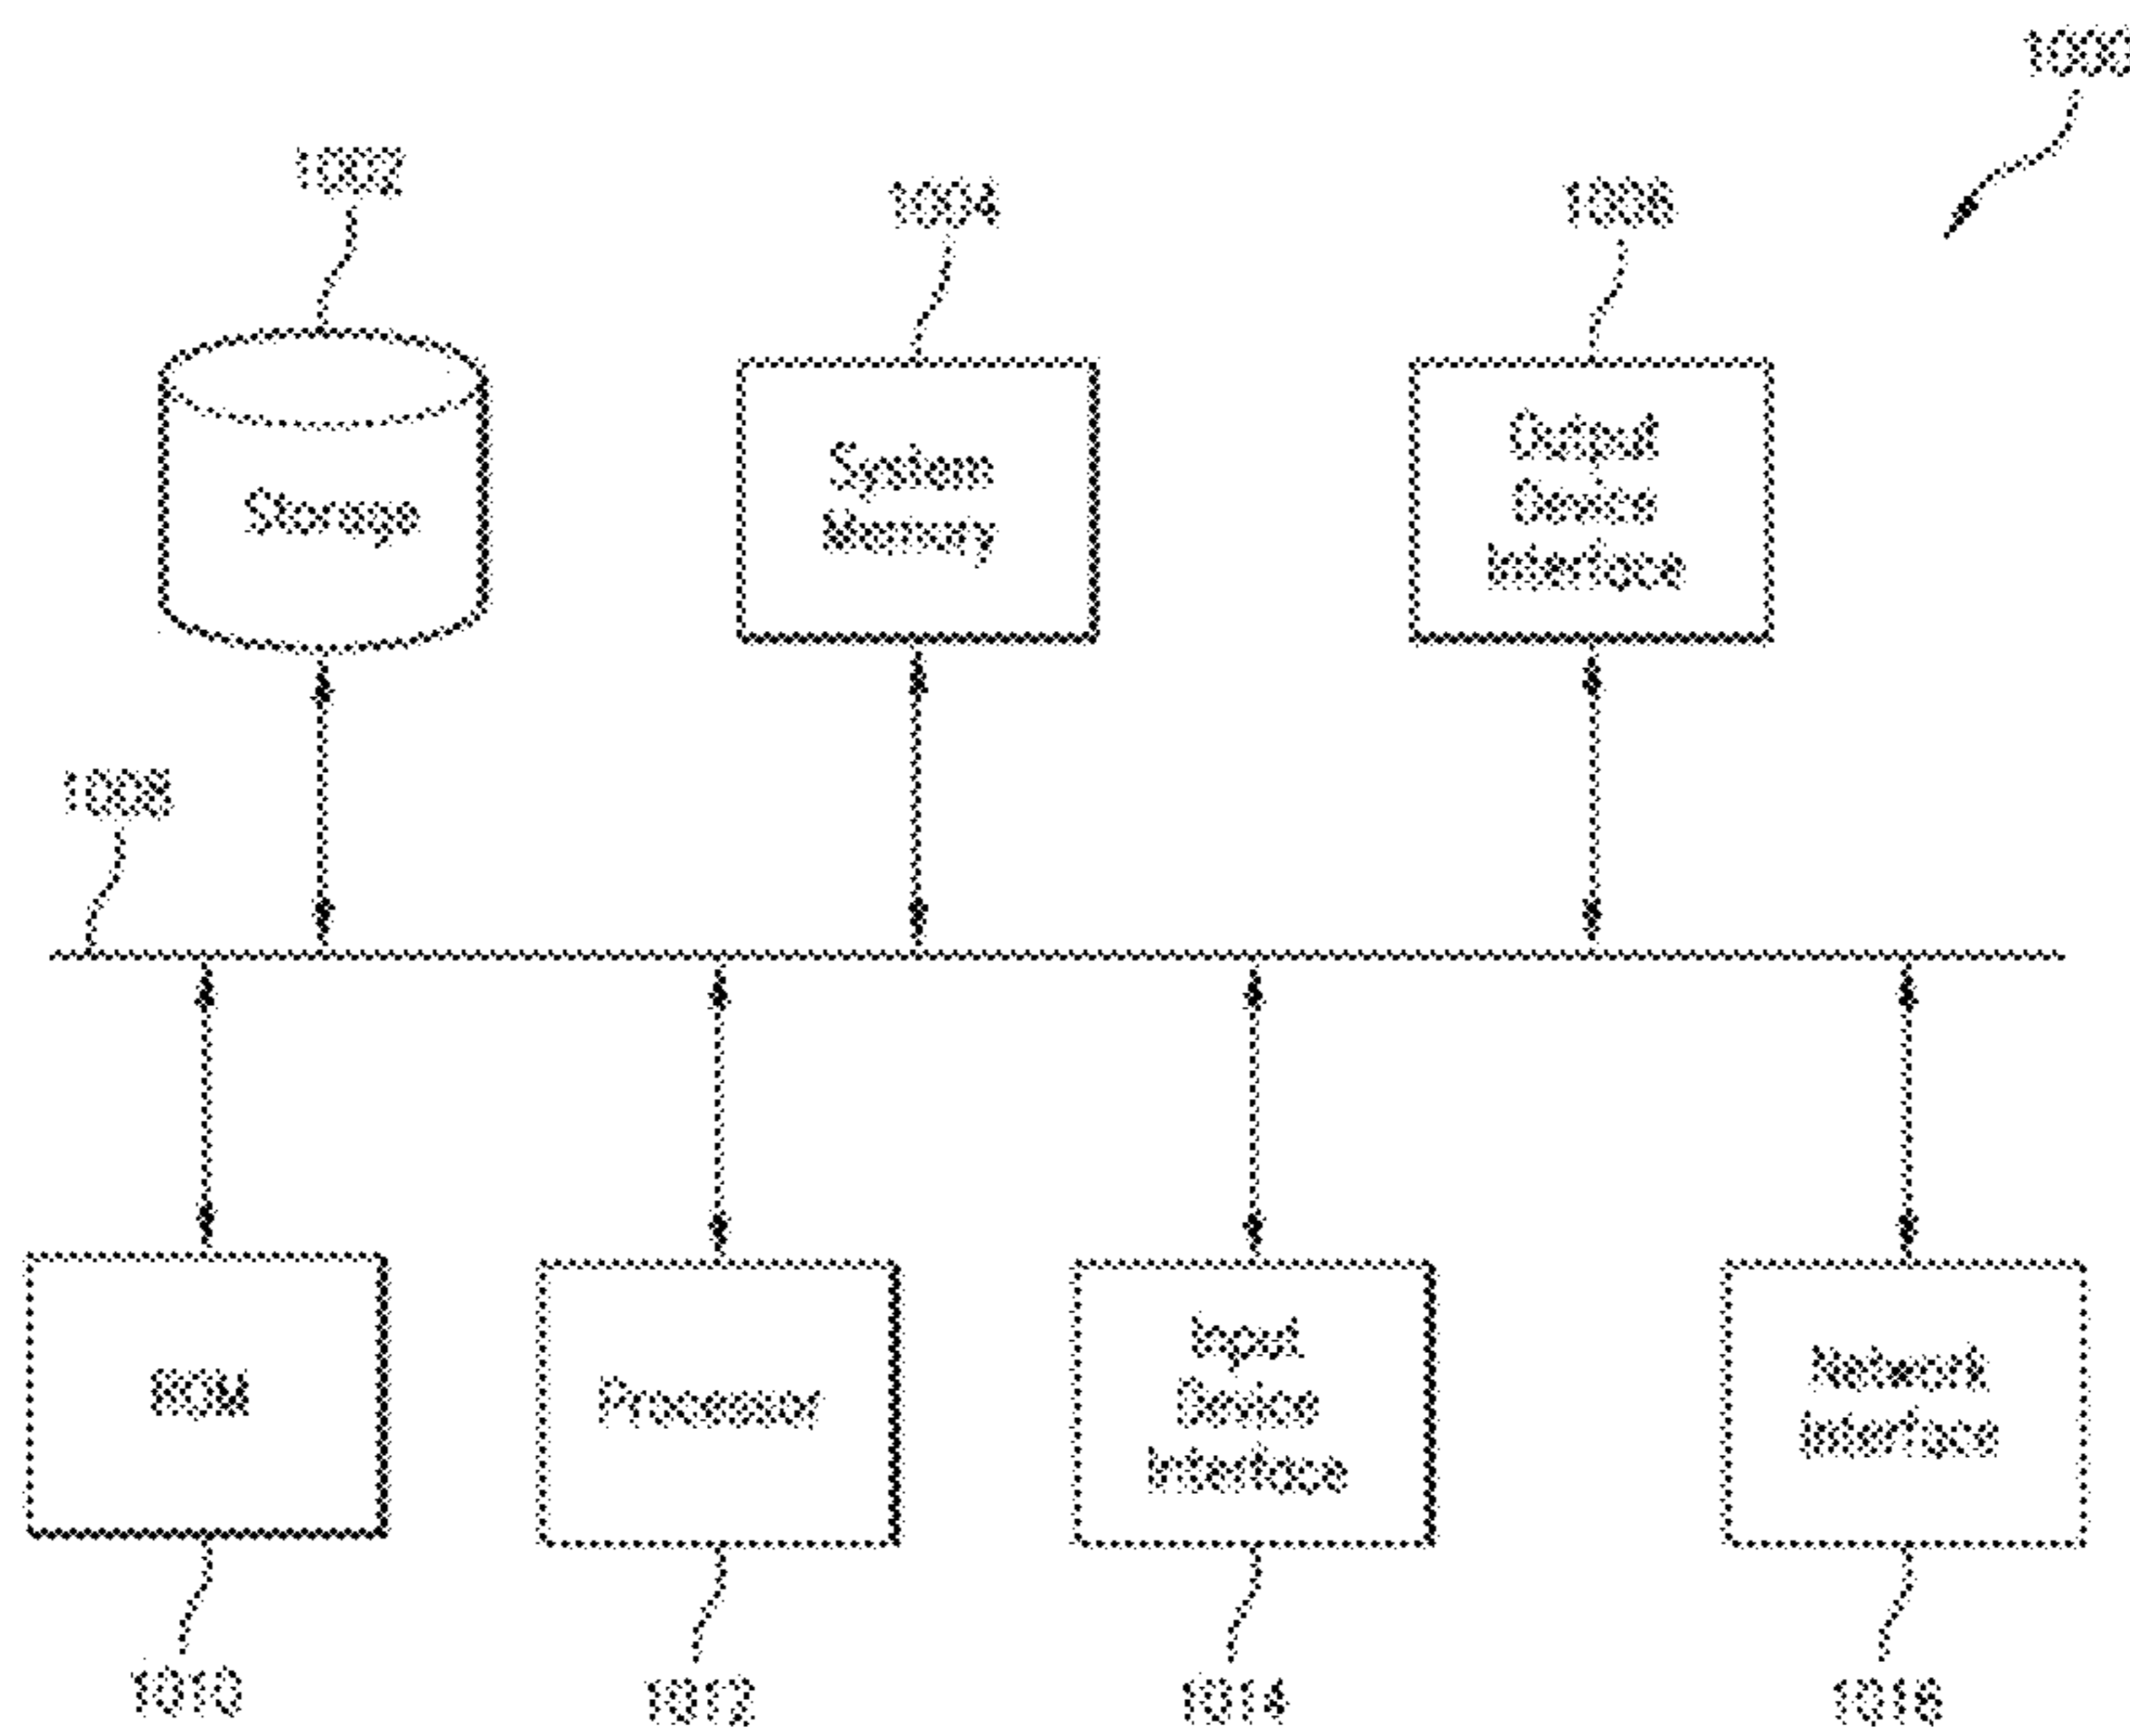 1000
1002
1004
1006
Storage
System
Memory
Output
Device
Interface
1008
ROM
Processor
Input
Device
Interface
Network
Interface
1010
1012
1014
1016